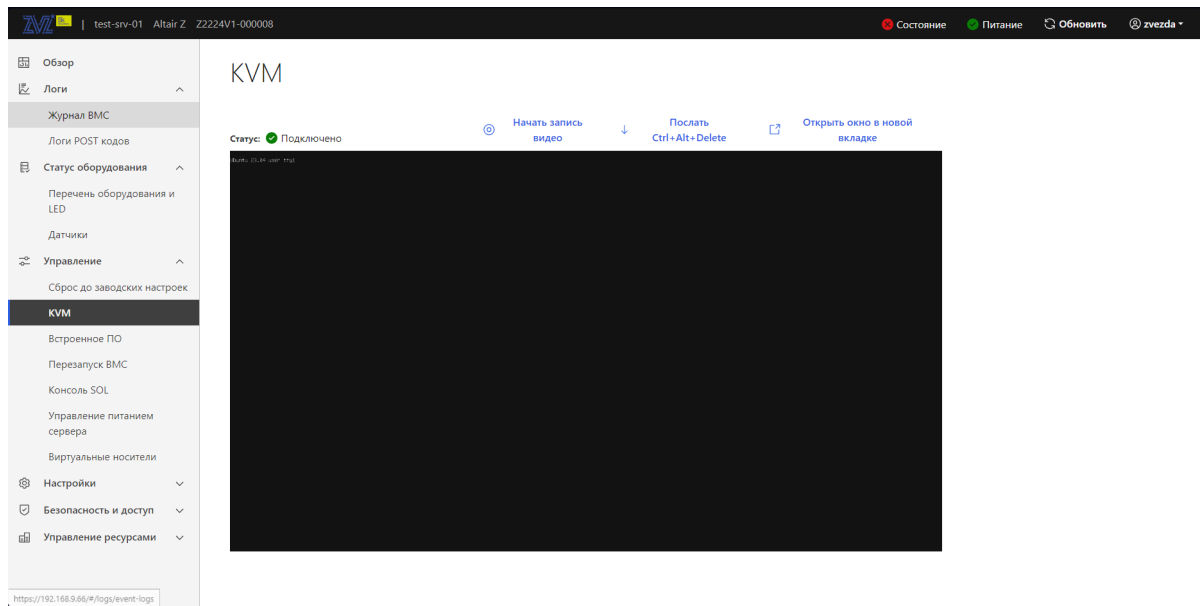 test-srv-01 Altair Z Z2224V1-000008
Состояние
Питание
Обновить
zvezda
Обзор
Логи
Журнал BMC
Логи POST кодов
Статус оборудования
Перечень оборудования и
LED
Датчики
Управление
Сброс до заводских настроек
KVM
Встроенное ПО
Перезапуск BMC
Консоль SOL
Управление питанием
сервера
Виртуальные носители
Настройки
Безопасность и доступ
Управление ресурсами
KVM
Статус: Подключено
Начать запись
видео
Послать
Ctrl+Alt+Delete
Открыть окно в новой
вкладке
https://192.168.9.66/#/logs/event-logs